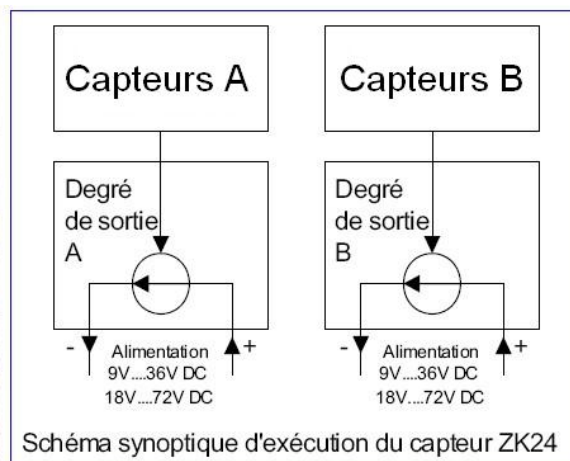 Capteurs A
Capteurs B
Degré
de sortie
A
- +
Alimentation
9V....36V DC
18V....72V DC
Degré
de sortie
B
- +
Alimentation
9V....36V DC
18V....72V DC
Schéma synoptique d'exécution du capteur ZK24